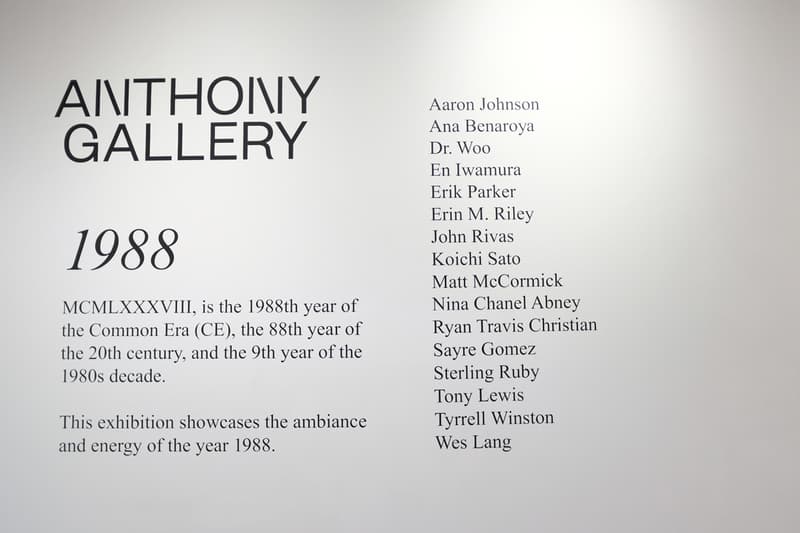 ANTHONY
GALLERY
1988
MCMLXXXVIII, is the 1988th year of
the Common Era (CE), the 88th year of
the 20th century, and the 9th year of the
1980s decade.
This exhibition showcases the ambiance
and energy of the year 1988.
Aaron Johnson
Ana Benaroya
Dr. Woo
En Iwamura
Erik Parker
Erin M. Riley
John Rivas
Koichi Sato
Matt McCormick
Nina Chanel Abney
Ryan Travis Christian
Sayre Gomez
Sterling Ruby
Tony Lewis
Tyrrell Winston
Wes Lang